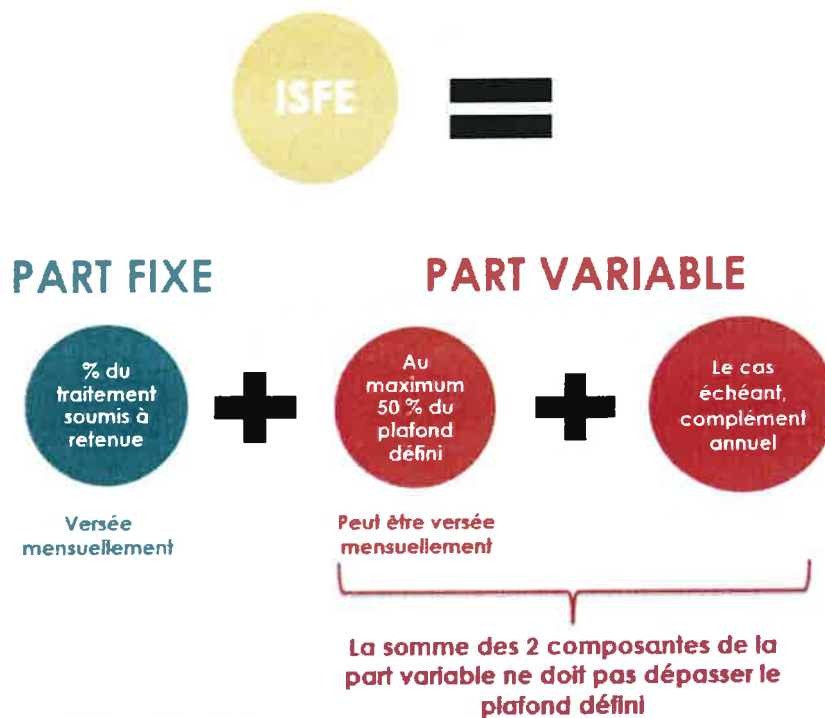 ISFE =
PART FIXE
PART VARIABLE
% du
traitement
soumis à
retenue
+
Au
maximum
50 % du
plafond
défini
+
Le cas
échéant,
complément
annuel
Versée
mensuellement
Peut être versée
mensuellement
La somme des 2 composantes de la
part variable ne doit pas dépasser le
plafond défini